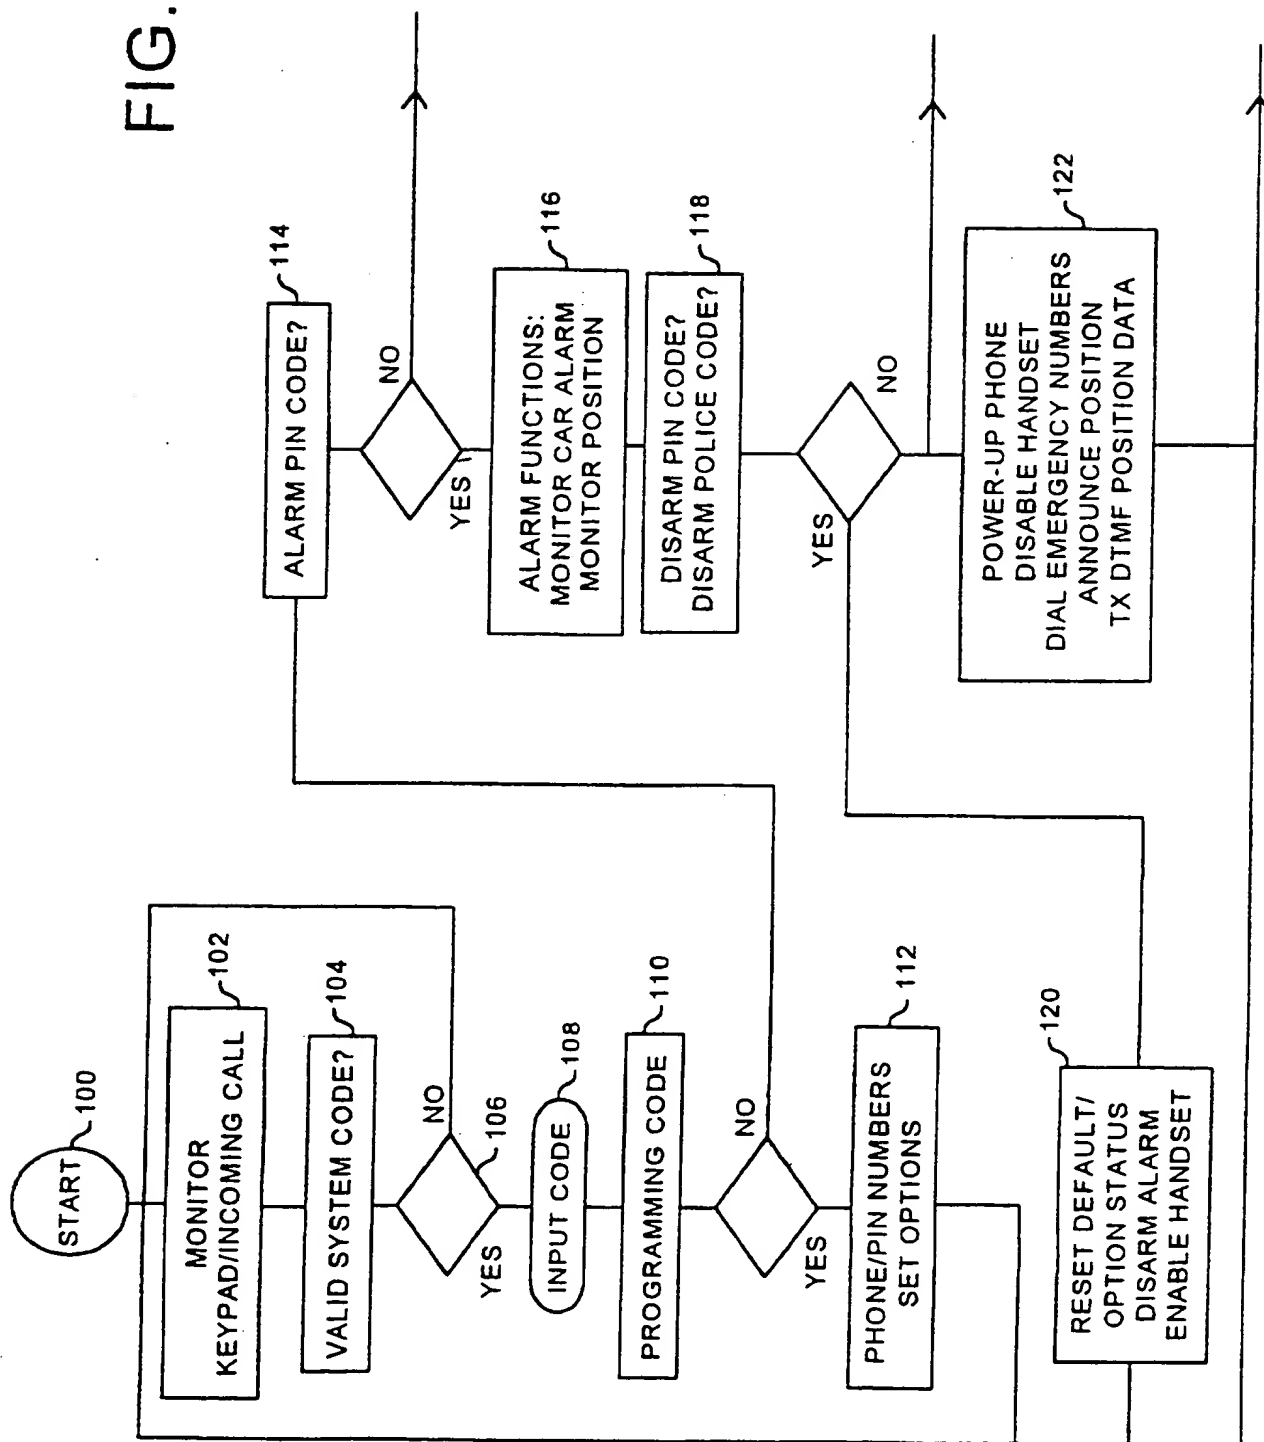 FIG.
START
100
MONITOR
KEYPAD/INCOMING CALL
102
VALID SYSTEM CODE?
104
NO
106
YES
INPUT CODE
108
PROGRAMMING CODE
110
NO
YES
PHONE/PIN NUMBERS
SET OPTIONS
112
ALARM PIN CODE?
114
NO
YES
ALARM FUNCTIONS:
MONITOR CAR ALARM
MONITOR POSITION
116
DISARM PIN CODE?
DISARM POLICE CODE?
118
YES
NO
RESET DEFAULT/
OPTION STATUS
DISARM ALARM
ENABLE HANDSET
120
POWER-UP PHONE
DISABLE HANDSET
DIAL EMERGENCY NUMBERS
ANNOUNCE POSITION
TX DTMF POSITION DATA
122